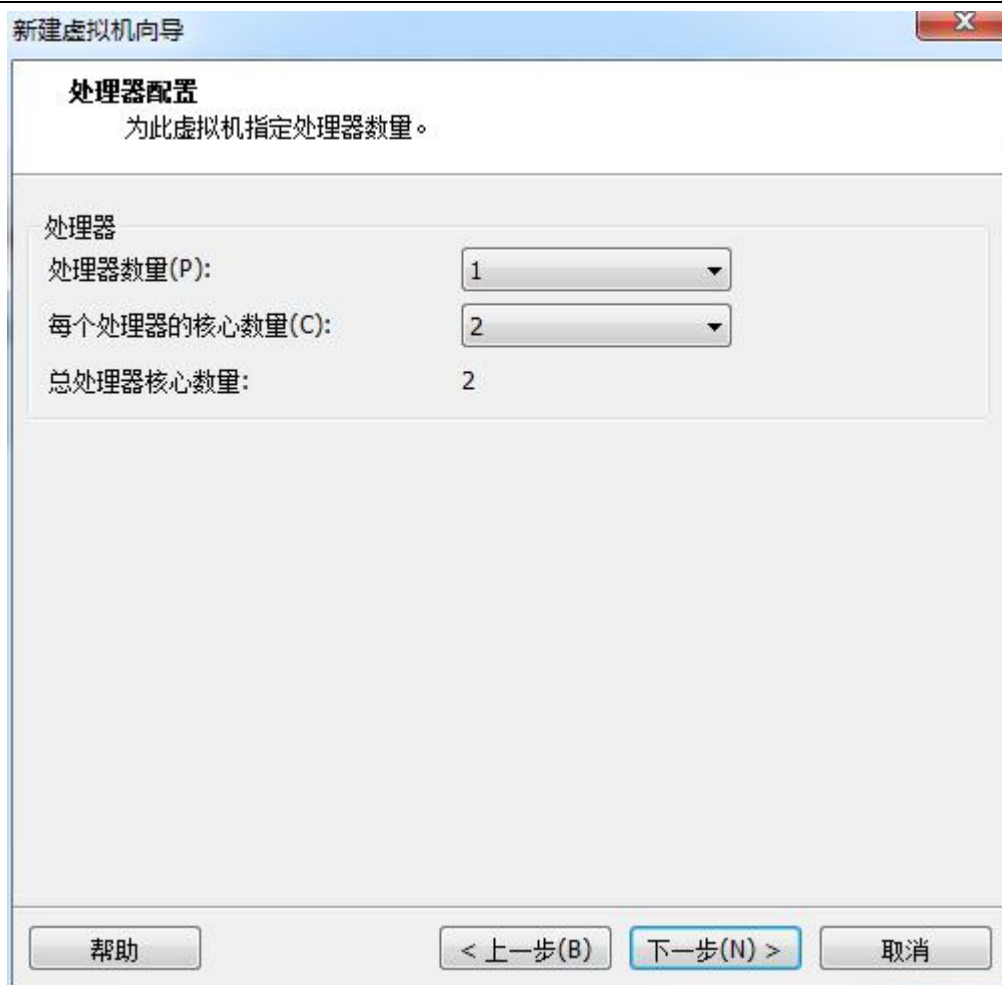 新建虚拟机向导
X
处理器配置
为此虚拟机指定处理器数量。
处理器
处理器数量(P): 1
每个处理器的核心数量(C): 2
总处理器核心数量: 2
帮助 < 上一步(B) 下一步(N) > 取消